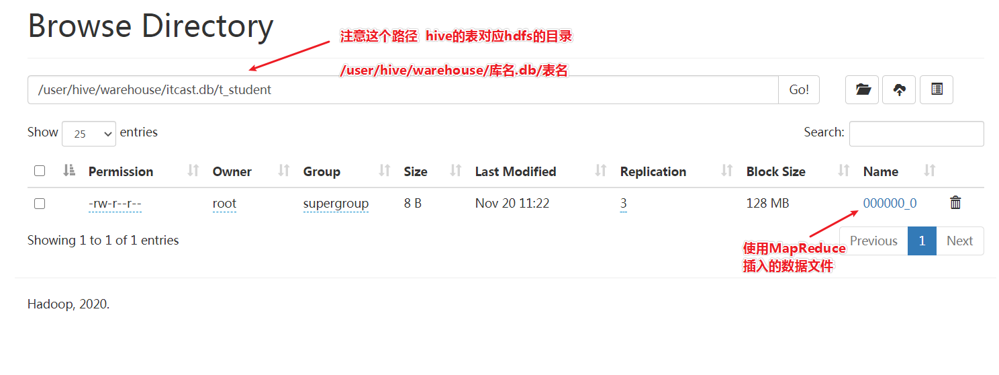 Browse Directory
注意这个路径 hive的表对应hdfs的目录
/user/hive/warehouse/库名.db/表名
/user/hive/warehouse/itcast.db/t_student Go!
Show 25 entries Search:
Permission Owner Group Size Last Modified Replication Block Size Name
-rw-r--r-- root supergroup 8 B Nov 20 11:22 3 128 MB 000000_0
Showing 1 to 1 of 1 entries Previous 1 Next
使用MapReduce
插入的数据文件
Hadoop, 2020.